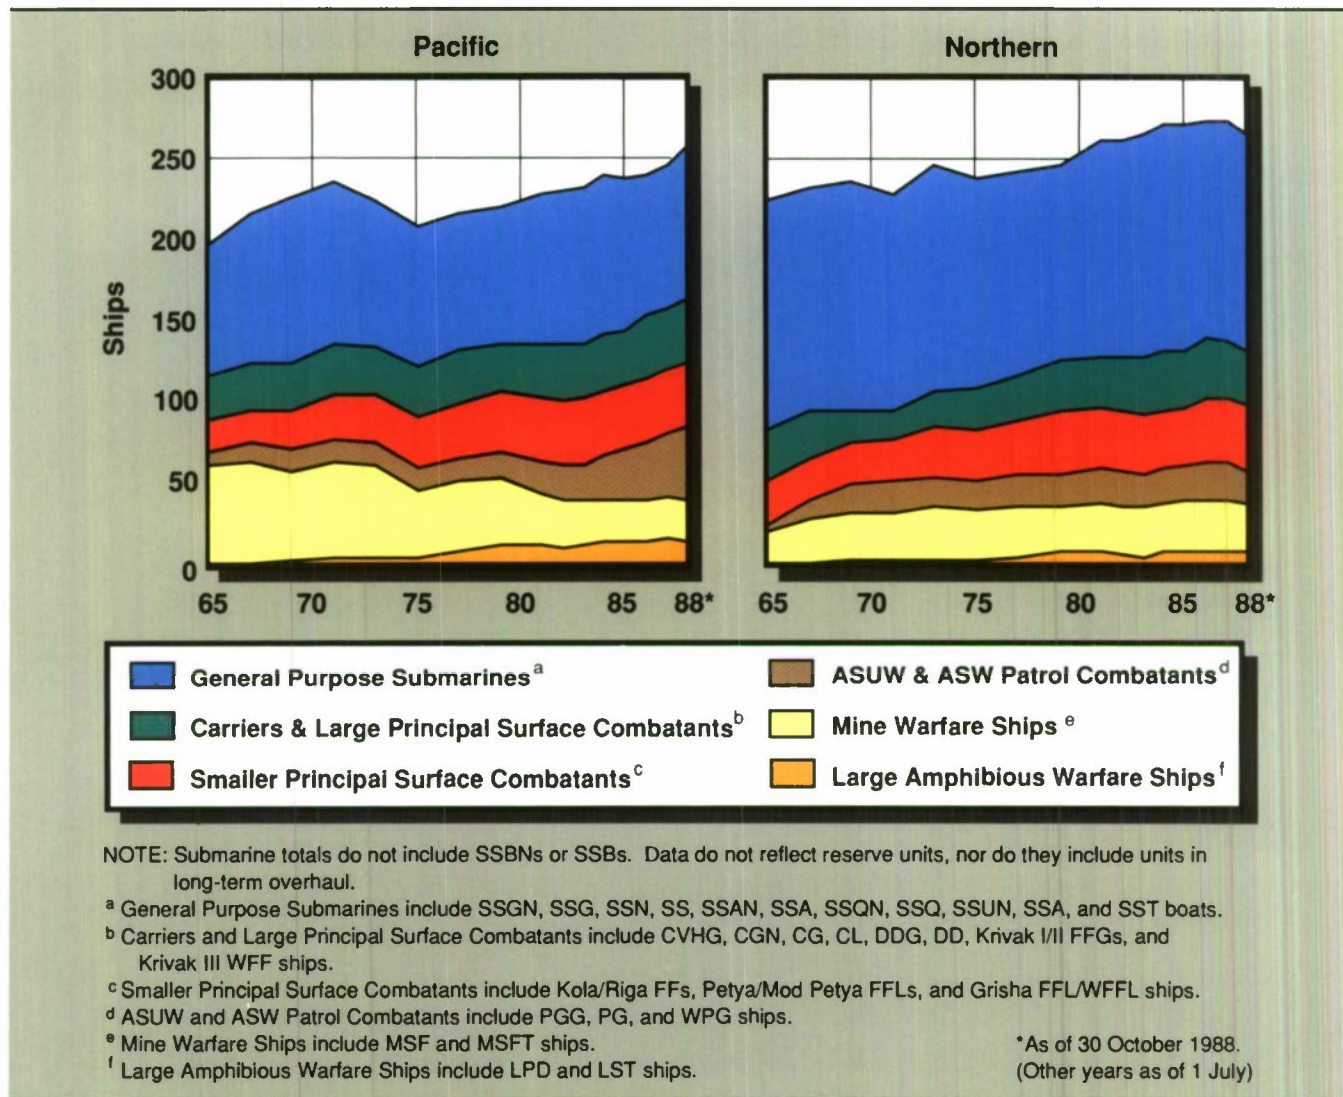 Pacific
Northern
Ships
300
250
200
150
100
50
0
65 70 75 80 85 88*
65 70 75 80 85 88*
General Purpose Submarines a
Carriers & Large Principal Surface Combatants b
Smaller Principal Surface Combatants c
ASUW & ASW Patrol Combatants d
Mine Warfare Ships e
Large Amphibious Warfare Ships f
NOTE: Submarine totals do not include SSBNs or SSBs. Data do not reflect reserve units, nor do they include units in
long-term overhaul.
a General Purpose Submarines include SSGN, SSG, SSN, SS, SSAN, SSA, SSQN, SSQ, SSUN, SSA, and SST boats.
b Carriers and Large Principal Surface Combatants include CVHG, CGN, CG, CL, DDG, DD, Krivak I/II FFGs, and
Krivak III WFF ships.
c Smaller Principal Surface Combatants include Kola/Riga FFs, Petya/Mod Petya FFLs, and Grisha FFL/WFFL ships.
d ASUW and ASW Patrol Combatants include PGG, PG, and WPG ships.
e Mine Warfare Ships include MSF and MSFT ships.
f Large Amphibious Warfare Ships include LPD and LST ships.
*As of 30 October 1988.
(Other years as of 1 July)